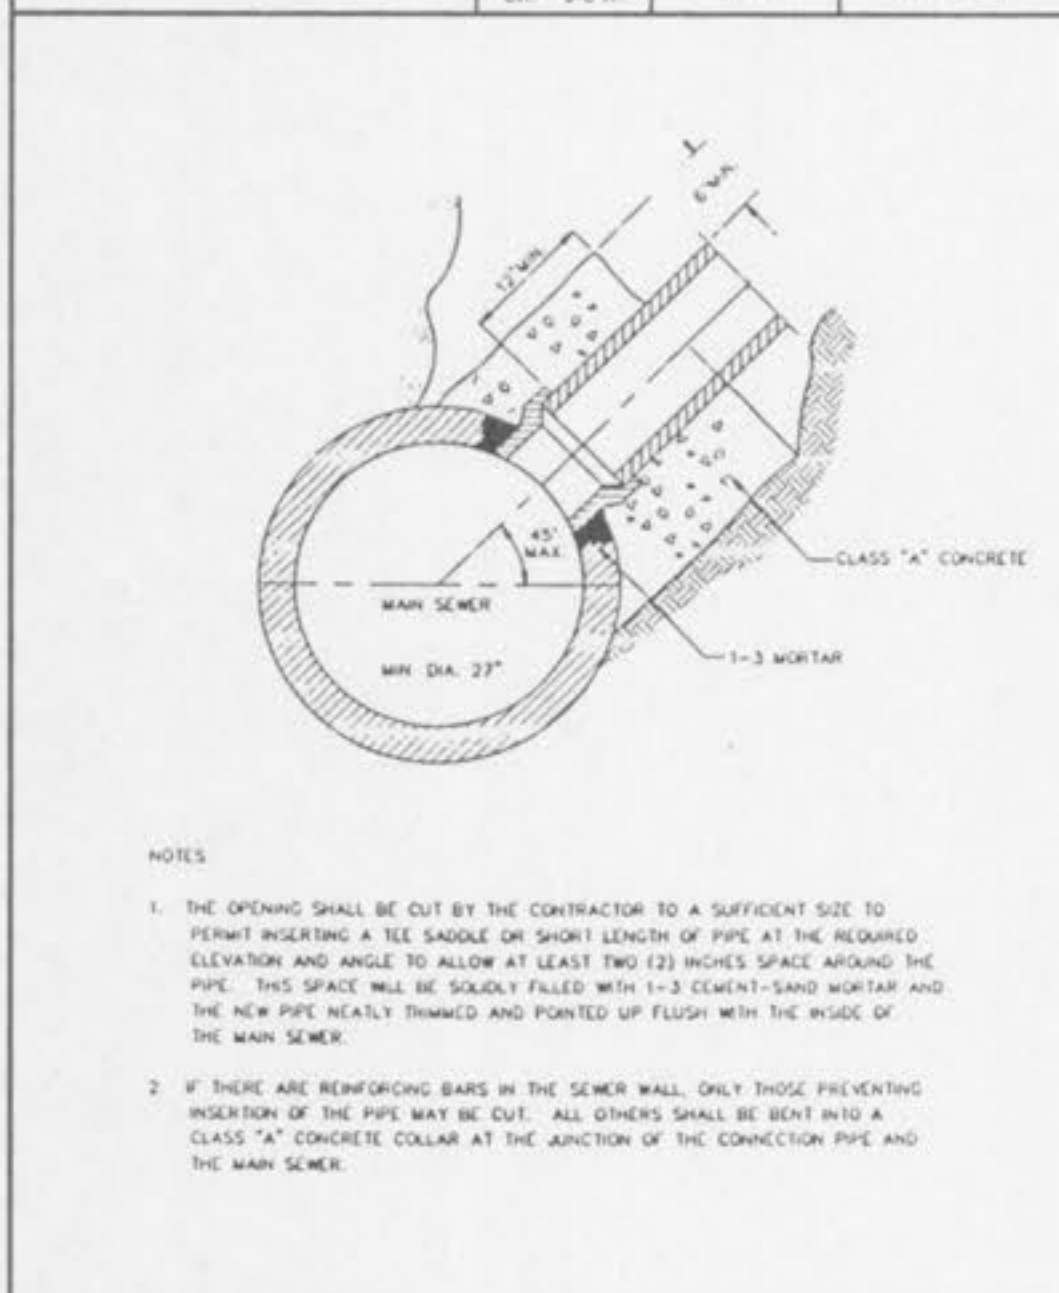 6"MIN.
12"MIN
45°
MAX.
CLASS "A" CONCRETE
MAIN SEWER
1-3 MORTAR
MIN DIA. 27"
NOTES
1. THE OPENING SHALL BE CUT BY THE CONTRACTOR TO A SUFFICIENT SIZE TO
PERMIT INSERTING A TEE SADDLE OR SHORT LENGTH OF PIPE AT THE REQUIRED
ELEVATION AND ANGLE TO ALLOW AT LEAST TWO (2) INCHES SPACE AROUND THE
PIPE. THIS SPACE WILL BE SOLIDLY FILLED WITH 1-3 CEMENT-SAND MORTAR AND
THE NEW PIPE NEATLY TRIMMED AND POINTED UP FLUSH WITH THE INSIDE OF
THE MAIN SEWER.
2 IF THERE ARE REINFORCING BARS IN THE SEWER WALL, ONLY THOSE PREVENTING
INSERTION OF THE PIPE MAY BE CUT. ALL OTHERS SHALL BE BENT INTO A
CLASS "A" CONCRETE COLLAR AT THE JUNCTION OF THE CONNECTION PIPE AND
THE MAIN SEWER.